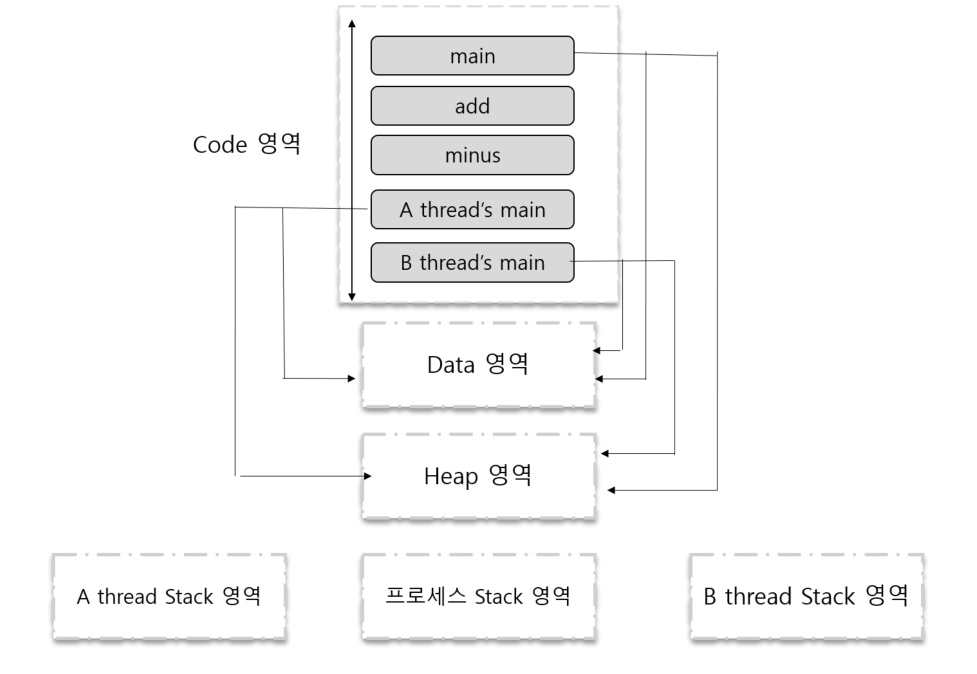 main
add
Code 영역
minus
A thread's main
B thread's main
Data 영역
Heap 영역
A thread Stack 영역
프로세스 Stack 영역
B thread Stack 영역